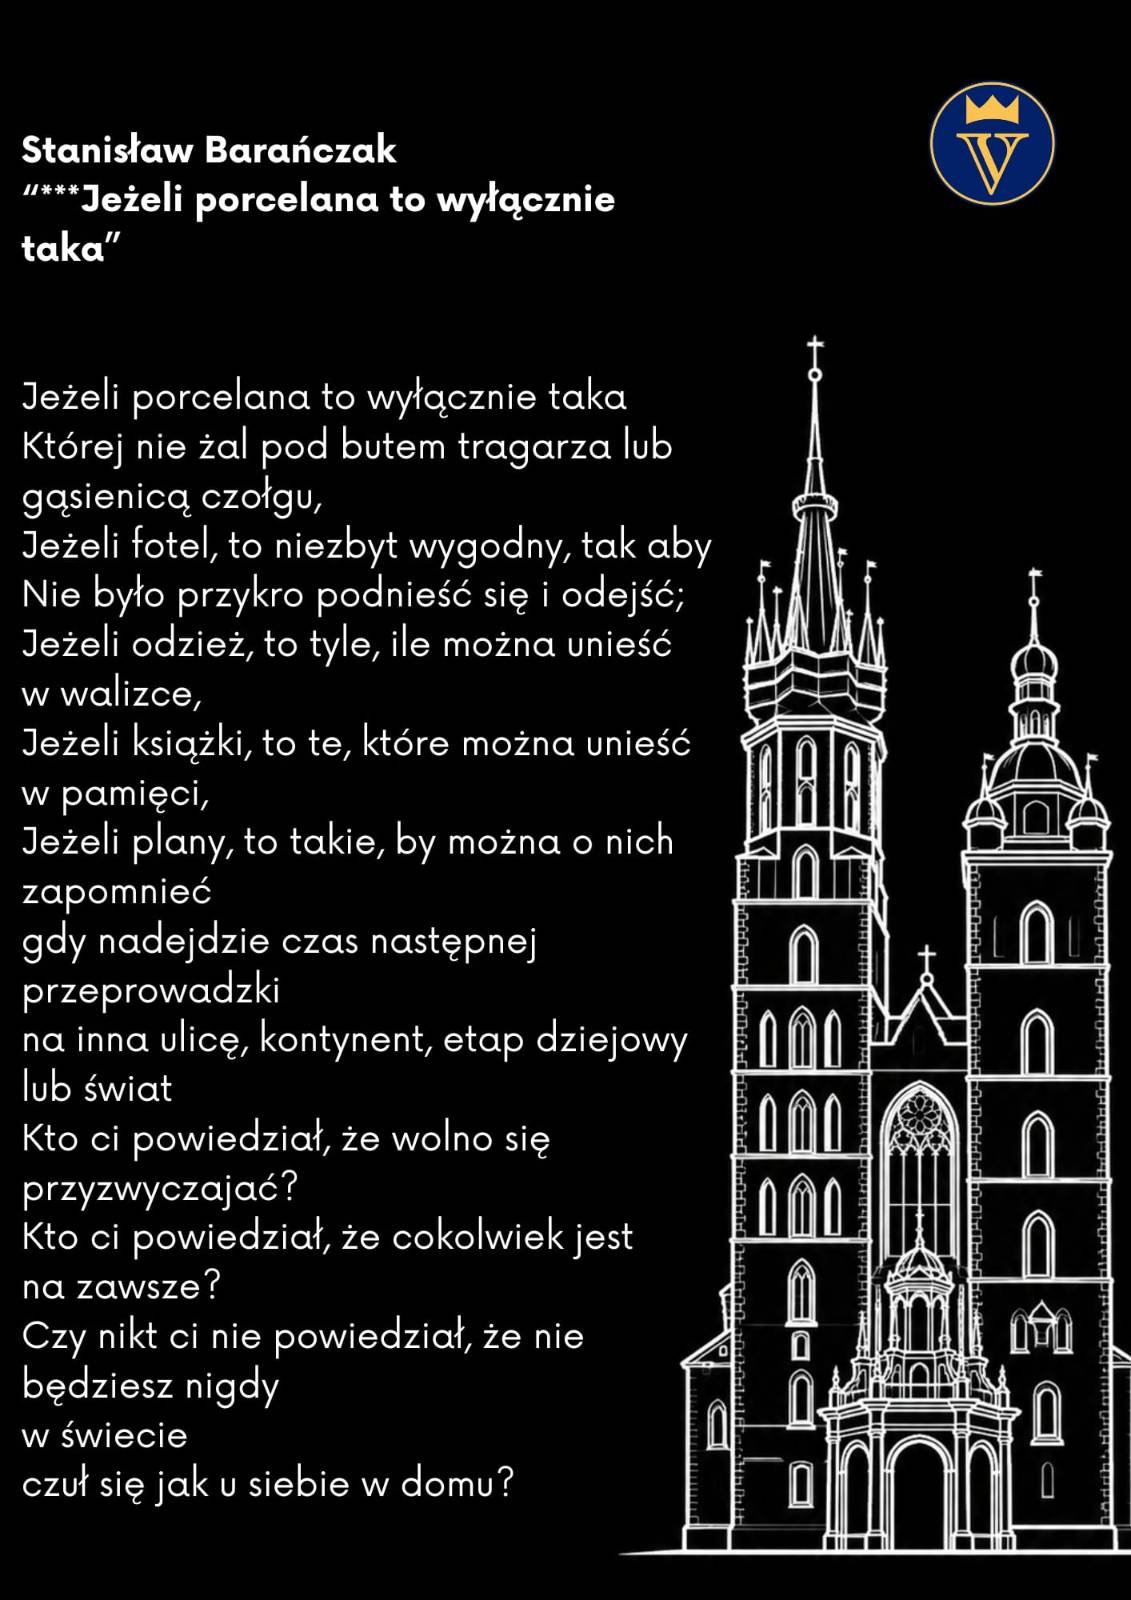 V
Stanisław Barańczak
“***Jeżeli porcelana to wyłącznie
taka”
Jeżeli porcelana to wyłącznie taka
Której nie żal pod butem tragarza lub
gąsienicą czołgu,
Jeżeli fotel, to niezbyt wygodny, tak aby
Nie było przykro podnieść się i odejść;
Jeżeli odzież, to tyle, ile można unieść
w walizce,
Jeżeli książki, to te, które można unieść
w pamięci,
Jeżeli plany, to takie, by można o nich
zapomnieć
gdy nadejdzie czas następnej
przeprowadzki
na inna ulicę, kontynent, etap dziejowy
lub świat
Kto ci powiedział, że wolno się
przyzwyczajać?
Kto ci powiedział, że cokolwiek jest
na zawsze?
Czy nikt ci nie powiedział, że nie
będziesz nigdy
w świecie
czuł się jak u siebie w domu?